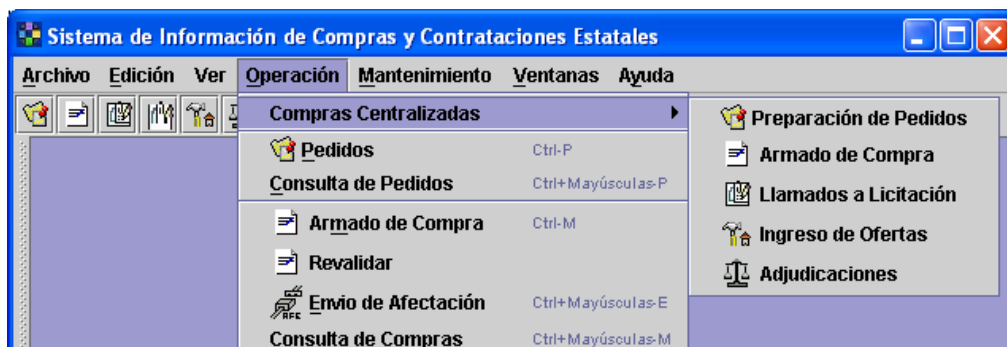 Sistema de Información de Compras y Contrataciones Estatales
Archivo Edición Ver Operación Mantenimiento Ventanas Ayuda
Compras Centralizadas
Pedidos Ctrl-P
Consulta de Pedidos Ctrl+Mayúsculas-P
Armado de Compra Ctrl-M
Revalidar
Envio de Afectación Ctrl+Mayúsculas-E
AFE
Consulta de Compras Ctrl+Mayúsculas-M
Preparación de Pedidos
Armado de Compra
Llamados a Licitación
Ingreso de Ofertas
Adjudicaciones